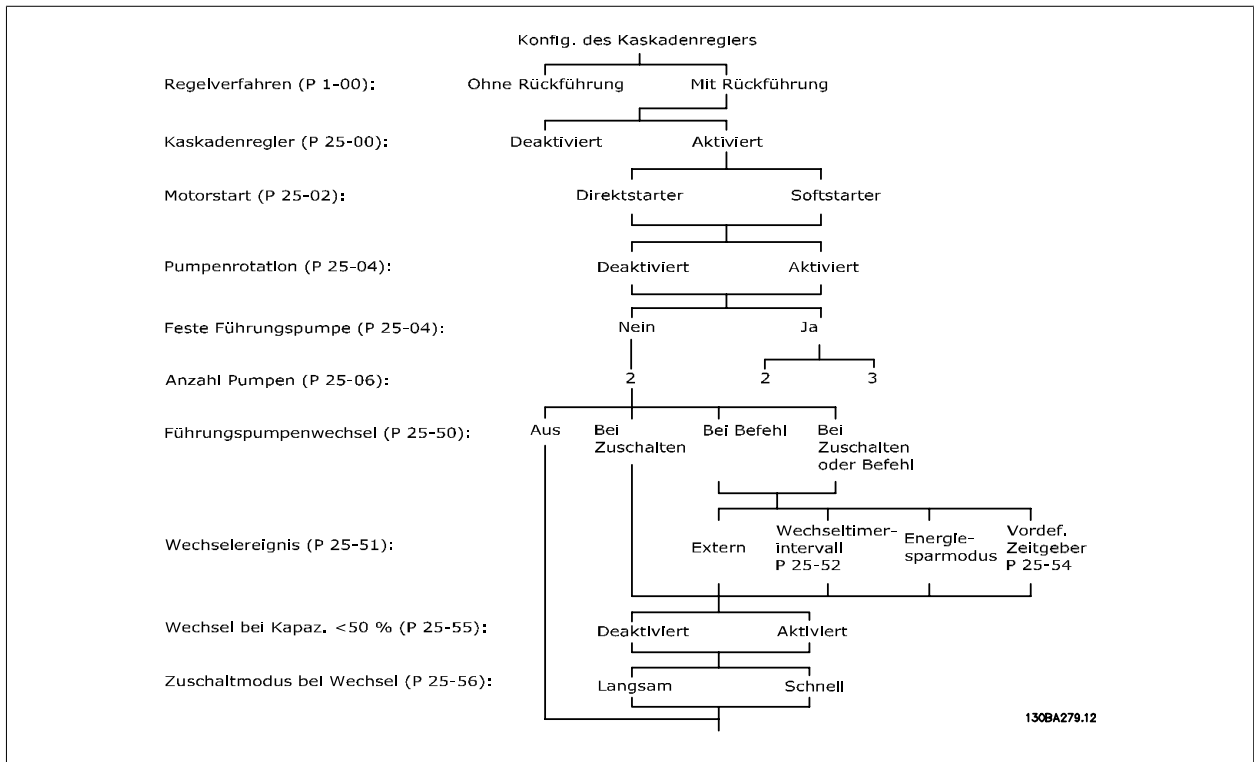 Konfig. des Kaskadenreglers
Regelverfahren (P 1-00): Ohne Rückführung Mit Rückführung
Kaskadenregler (P 25-00): Deaktiviert Aktiviert
Motorstart (P 25-02): Direktstarter Softstarter
Pumpenrotation (P 25-04): Deaktiviert Aktiviert
Feste Führungspumpe (P 25-04): Nein Ja
Anzahl Pumpen (P 25-06): 2 2 3
Führungspumpenwechsel (P 25-50): Aus Bei Bei Befehl Bei
Zuschalten Zuschalten
oder Befehl
Wechseltimer- Vordef.
Wechselereignis (P 25-51): Extern intervall Energie- Zeitgeber
P 25-52 sparmodus P 25-54
Wechsel bei Kapaz. <50 % (P 25-55): Deaktiviert Aktiviert
Zuschaltmodus bei Wechsel (P 25-56): Langsam Schnell
130BA279.12